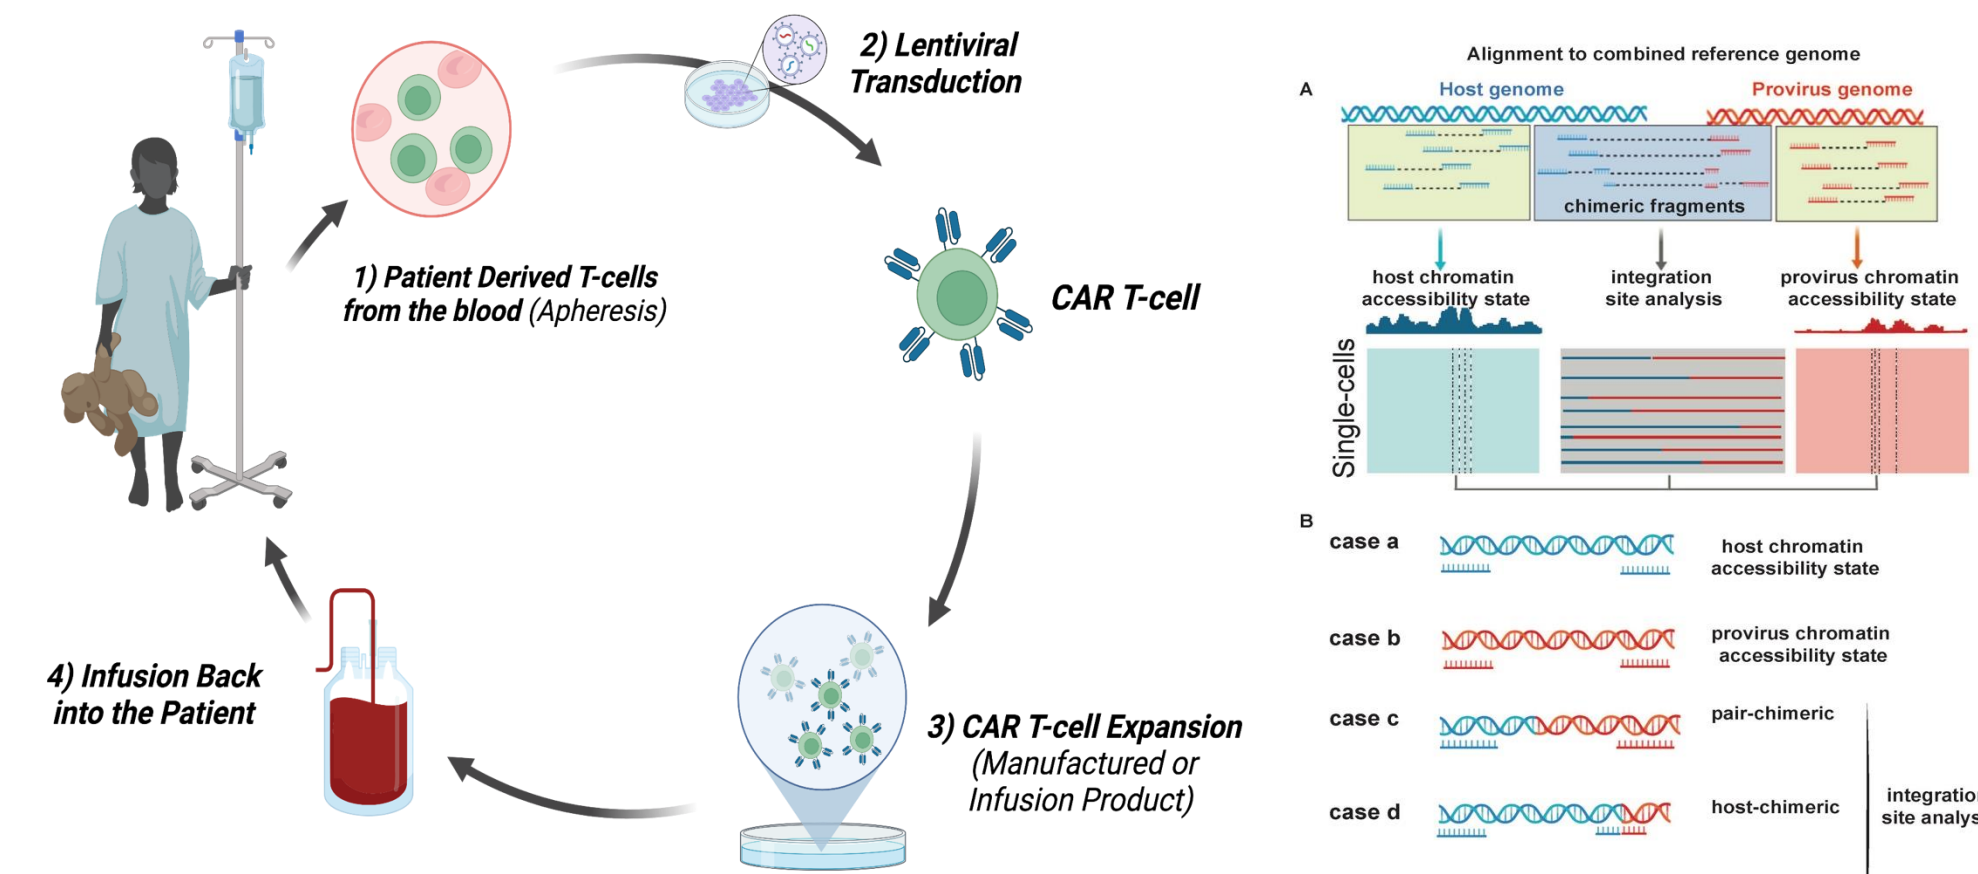 2) Lentiviral
Transduction
1) Patient Derived T-cells
from the blood (Apheresis)
CAR T-cell
3) CAR T-cell Expansion
(Manufactured or
Infusion Product)
4) Infusion Back
into the Patient
Alignment to combined reference genome
A
Host genome
Provirus genome
chimeric fragments
host chromatin
accessibility state
integration
site analysis
provirus chromatin
accessibility state
Single-cells
B
case a
host chromatin
accessibility state
case b
provirus chromatin
accessibility state
case c
pair-chimeric
case d
host-chimeric
integration
site analys